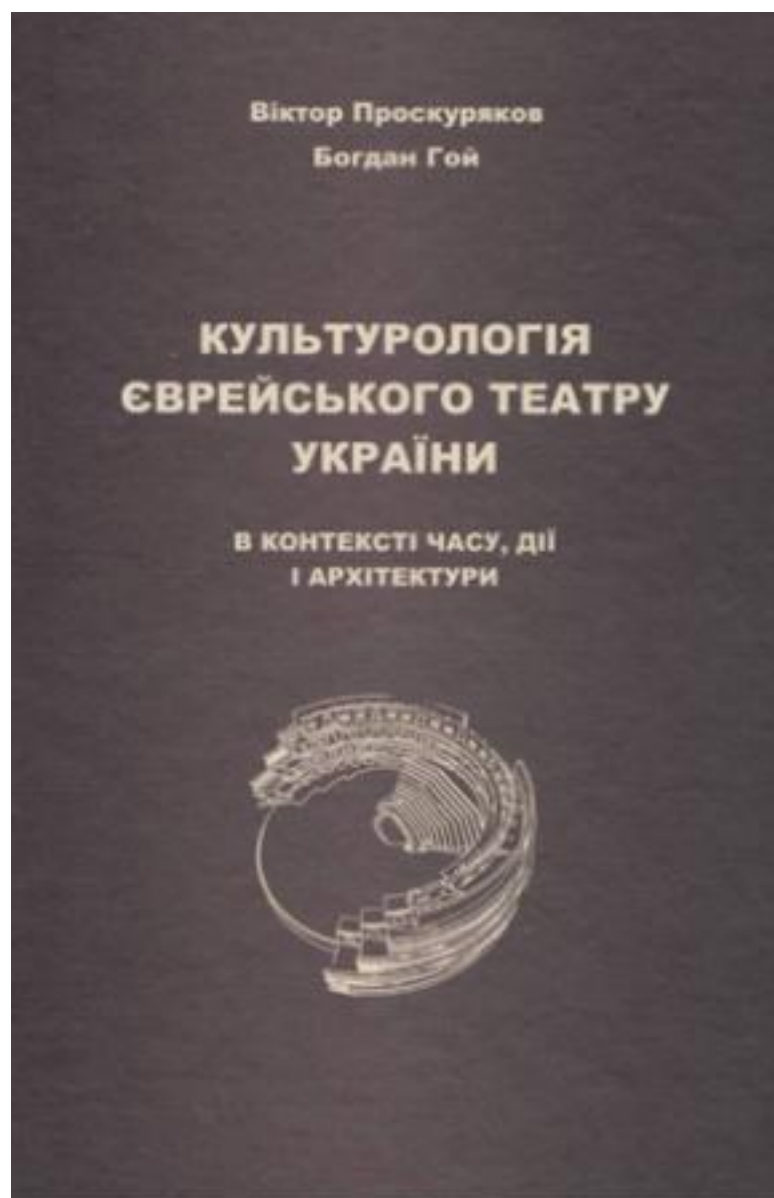 Віктор Проскуряков
Богдан Гой
КУЛЬТУРОЛОГІЯ
ЄВРЕЙСЬКОГО ТЕАТРУ
УКРАЇНИ
В КОНТЕКСТІ ЧАСУ, ДІЇ
І АРХІТЕКТУРИ